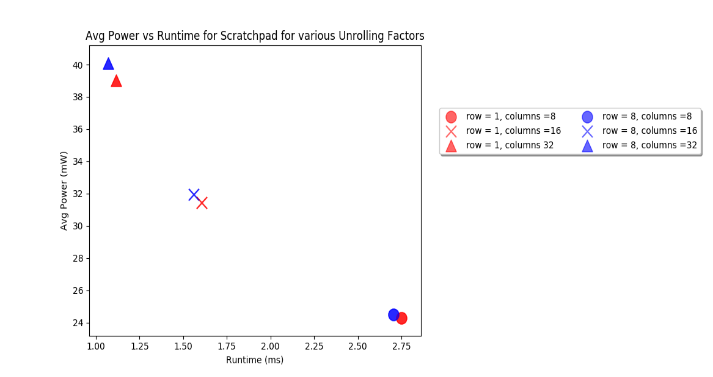 Avg Power vs Runtime for Scratchpad for various Unrolling Factors
40
38
36
34
32
30
28
26
24
Avg Power (mW)
1.00 1.25 1.50 1.75 2.00 2.25 2.50 2.75
Runtime (ms)
row = 1, columns =8 row = 8, columns =8
row = 1, columns =16 row = 8, columns =16
row = 1, columns 32 row = 8, columns =32